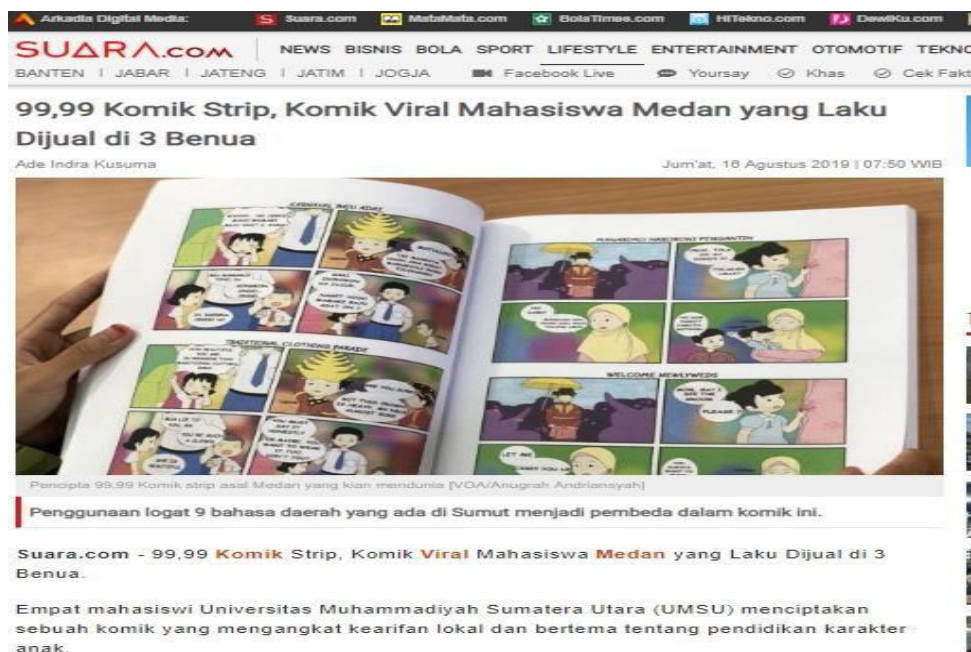 Arkadia Digital Media:
Suara.com
MataMata.com
BolaTimes.com
HiTekno.com
DewiKu.com
SUARA.COM
NEWS BISNIS BOLA SPORT LIFESTYLE ENTERTAINMENT OTOMOTIF TEKNO
BANTEN | JABAR | JATENG | JATIM | JOGJA
Facebook Live
Yoursay
Khas
Cek Fakt
99,99 Komik Strip, Komik Viral Mahasiswa Medan yang Laku
Dijual di 3 Benua
Ade Indra Kusuma
Jum'at, 16 Agustus 2019 | 07:50 WIB
TRADITIONAL CLOTHING PARADE
WELCOME NEWLYWEDS
Pencipta 99.99 Komik strip asal Medan yang kian mendunia [VOA/Anugrah Andriansyah]
Penggunaan logat 9 bahasa daerah yang ada di Sumut menjadi pembeda dalam komik ini.
Suara.com - 99,99 Komik Strip, Komik Viral Mahasiswa Medan yang Laku Dijual di 3
Benua.
Empat mahasiswi Universitas Muhammadiyah Sumatera Utara (UMSU) menciptakan
sebuah komik yang mengangkat kearifan lokal dan bertema tentang pendidikan karakter
anak.